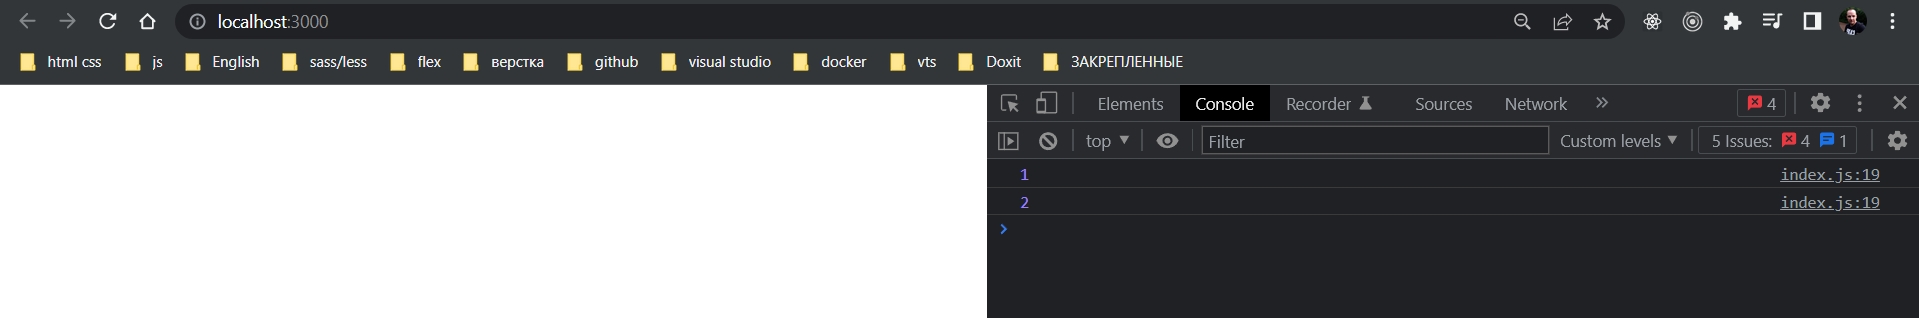 localhost:3000
html css js English sass/less flex верстка github visual studio docker vts Doxit ЗАКРЕПЛЕННЫЕ
Elements Console Recorder Sources Network 4
top Filter Custom levels 5 Issues: 4 1
1 index.js:19
2 index.js:19